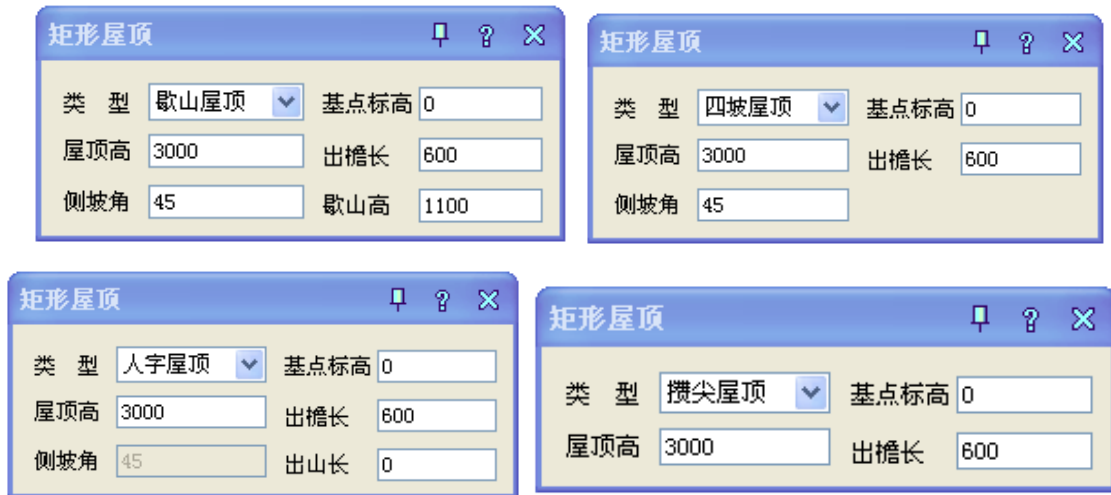 矩形屋顶
类 型 歇山屋顶 基点标高 0
屋顶高 3000 出檐长 600
侧坡角 45 歇山高 1100
矩形屋顶
类 型 四坡屋顶 基点标高 0
屋顶高 3000 出檐长 600
侧坡角 45
矩形屋顶
类 型 人字屋顶 基点标高 0
屋顶高 3000 出檐长 600
侧坡角 45 出山长 0
矩形屋顶
类 型 攒尖屋顶 基点标高 0
屋顶高 3000 出檐长 600